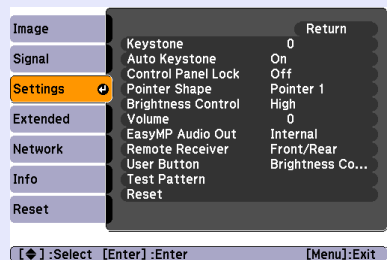 Image
Signal
Settings
Extended
Network
Info
Reset
Return
Keystone 0
Auto Keystone On
Control Panel Lock Off
Pointer Shape Pointer 1
Brightness Control High
Volume 0
EasyMP Audio Out Internal
Remote Receiver Front/Rear
User Button Brightness Co...
Test Pattern
Reset
[◆] :Select [Enter] :Enter [Menu]:Exit